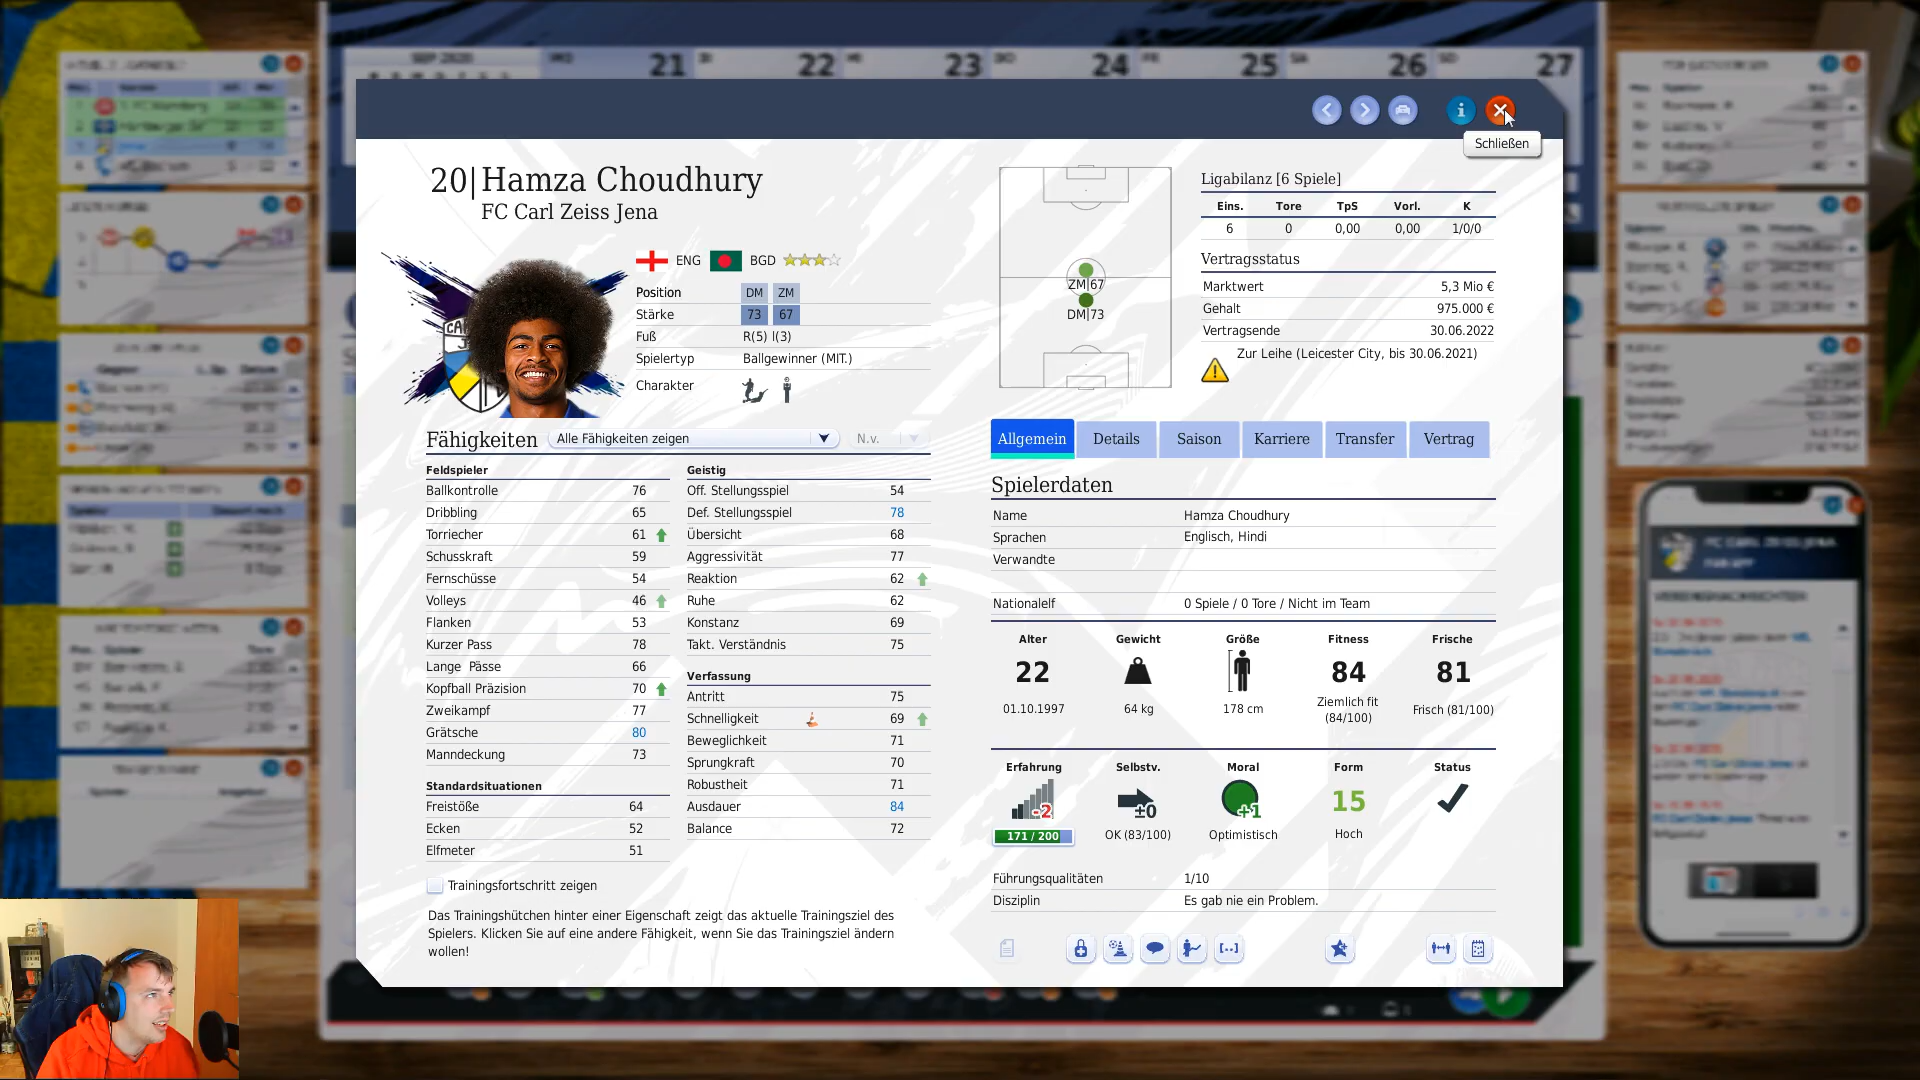 SEP 2020
21
22
23
24
25
26
27
Schließen
20| Hamza Choudhury
FC Carl Zeiss Jena
ENG BGD
Position DM ZM
Stärke 73 67
Fuß R(5) l(3)
Spielertyp Ballgewinner (MIT.)
Charakter
ZM|67
DM|73
Ligabilanz [6 Spiele]
Eins. Tore TpS Vorl. K
6 0 0,00 0,00 1/0/0
Vertragsstatus
Marktwert 5,3 Mio €
Gehalt 975.000 €
Vertragsende 30.06.2022
Zur Leihe (Leicester City, bis 30.06.2021)
Fähigkeiten Alle Fähigkeiten zeigen N.v.
Feldspieler
Ballkontrolle 76
Dribbling 65
Torriecher 61
Schusskraft 59
Fernschüsse 54
Volleys 46
Flanken 53
Kurzer Pass 78
Lange Pässe 66
Kopfball Präzision 70
Zweikampf 77
Grätsche 80
Manndeckung 73
Standardsituationen
Freistöße 64
Ecken 52
Elfmeter 51
Geistig
Off. Stellungsspiel 54
Def. Stellungsspiel 78
Übersicht 68
Aggressivität 77
Reaktion 62
Ruhe 62
Konstanz 69
Takt. Verständnis 75
Verfassung
Antritt 75
Schnelligkeit 69
Beweglichkeit 71
Sprungkraft 70
Robustheit 71
Ausdauer 84
Balance 72
Trainingsfortschritt zeigen
Das Trainingshütchen hinter einer Eigenschaft zeigt das aktuelle Trainingsziel des
Spielers. Klicken Sie auf eine andere Fähigkeit, wenn Sie das Trainingsziel ändern
wollen!
Allgemein Details Saison Karriere Transfer Vertrag
Spielerdaten
Name Hamza Choudhury
Sprachen Englisch, Hindi
Verwandte
Nationalelf 0 Spiele / 0 Tore / Nicht im Team
Alter Gewicht Größe Fitness Frische
22 84 81
01.10.1997 64 kg 178 cm Ziemlich fit (84/100) Frisch (81/100)
Erfahrung Selbstv. Moral Form Status
-2 ±0 +1 15
171 / 200 OK (83/100) Optimistisch Hoch
Führungsqualitäten 1/10
Disziplin Es gab nie ein Problem.